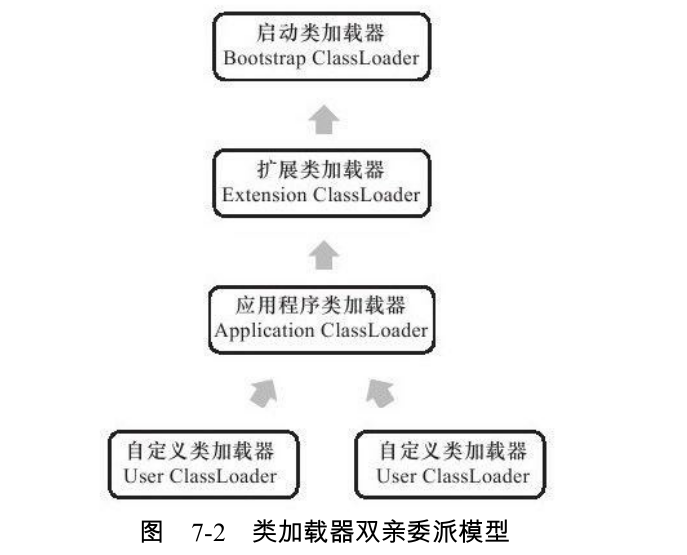 启动类加载器
Bootstrap ClassLoader
扩展类加载器
Extension ClassLoader
应用程序类加载器
Application ClassLoader
自定义类加载器
User ClassLoader
自定义类加载器
User ClassLoader
图 7-2 类加载器双亲委派模型